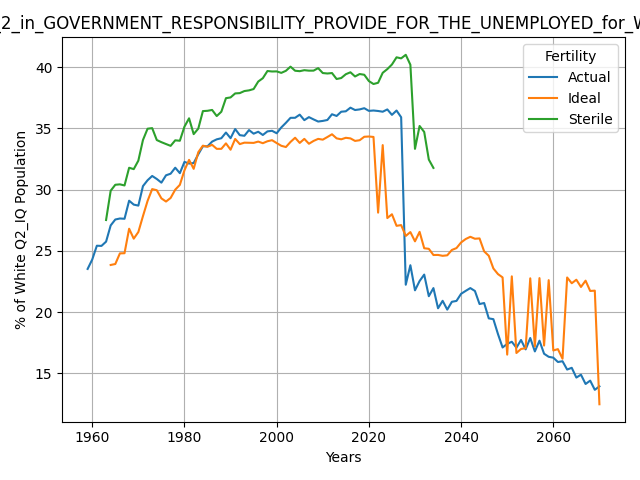 _2_in_GOVERNMENT_RESPONSIBILITY_PROVIDE_FOR_THE_UNEMPLOYED_for_W
Fertility
Actual
Ideal
Sterile
% of White Q2_IQ Population
40
35
30
25
20
15
1960
1980
2000
2020
2040
2060
Years